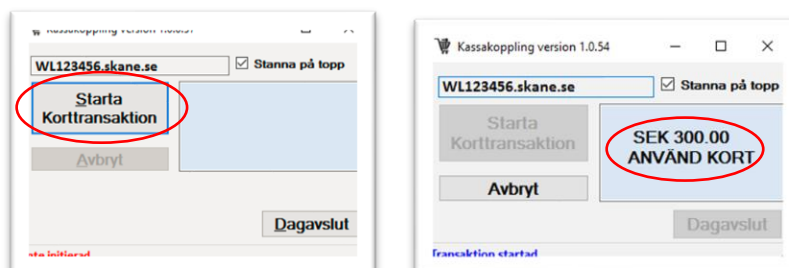 WL123456.skane.se
Stanna på topp
Starta
Korttransaktion
Avbryt
Dagavslut
Kassakoppling version 1.0.54
WL123456.skane.se
Stanna på topp
Starta
Korttransaktion
SEK 300.00
ANVÄND KORT
Avbryt
Dagavslut
Transaktion startad